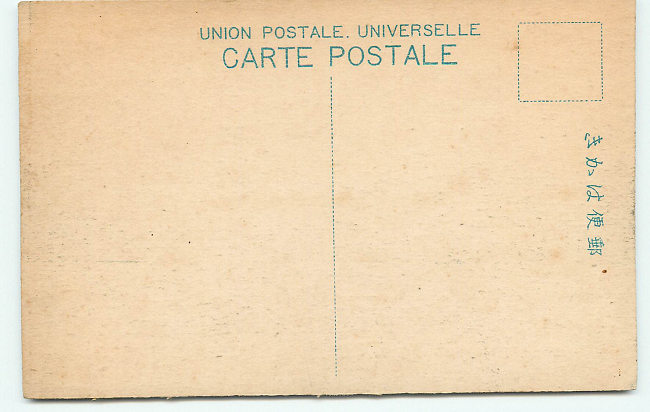 UNION POSTALE. UNIVERSELLE
CARTE POSTALE
郵便はかき